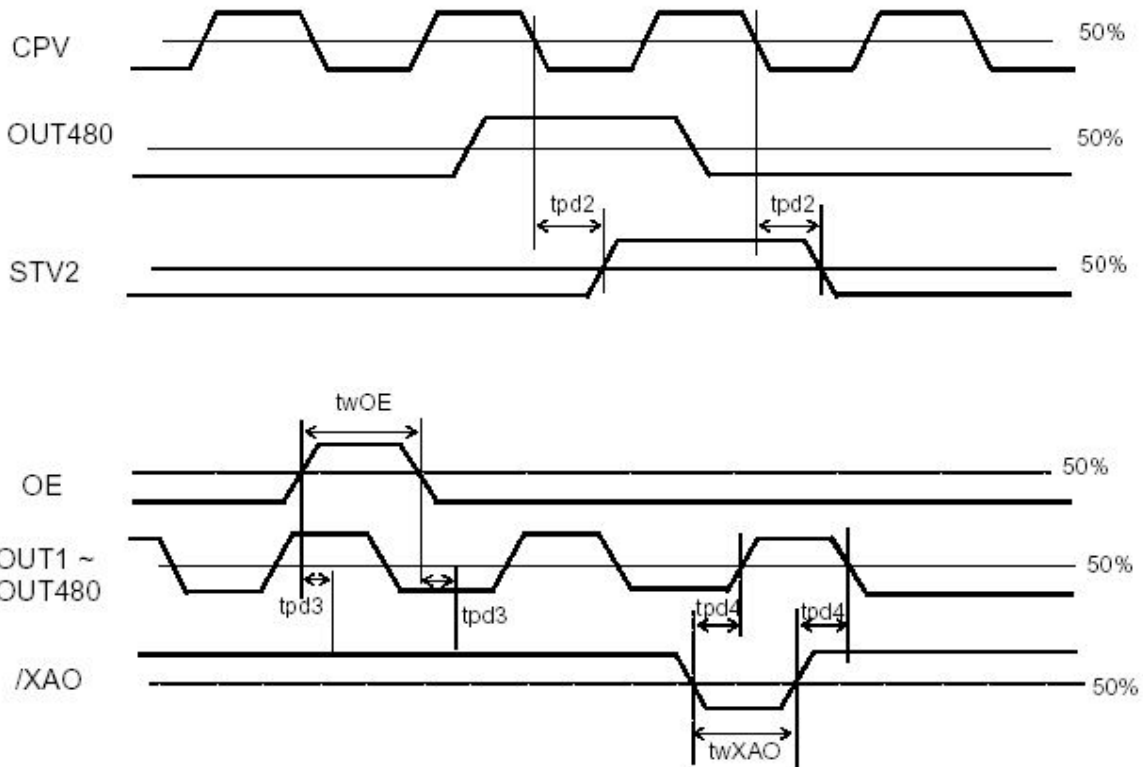 CPV
50%
OUT480
50%
tpd2
tpd2
STV2
50%
twOE
OE
50%
OUT1 ~
OUT480
50%
tpd3
tpd3
tpd4
tpd4
/XAO
50%
twXAO